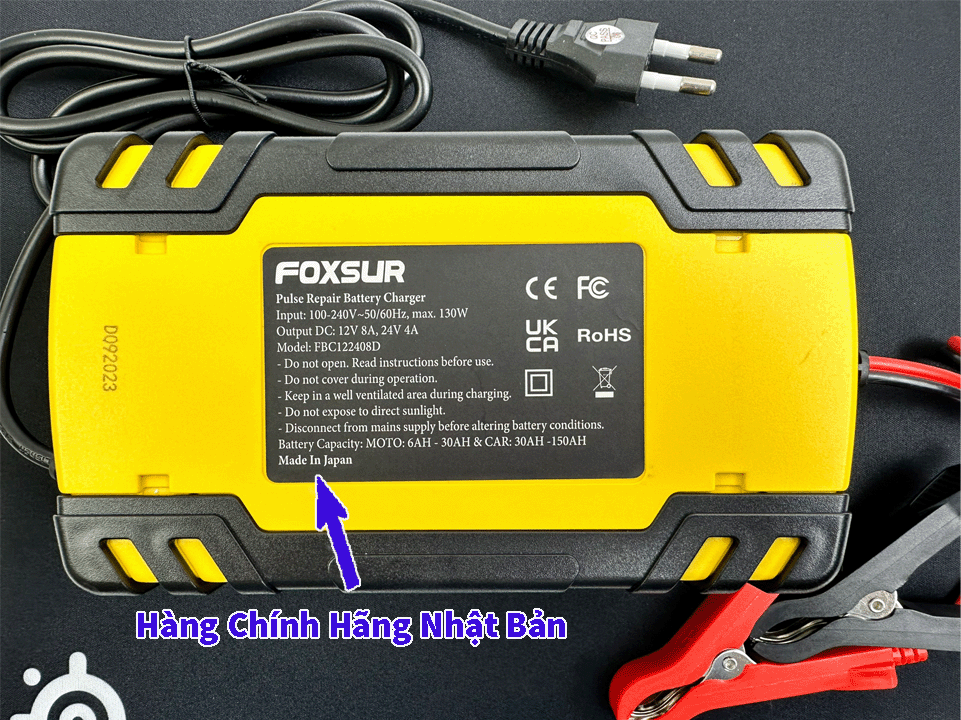 QC
PASS
FOXSUR
Pulse Repair Battery Charger
Input: 100-240V~50/60Hz, max. 130W
Output DC: 12V 8A, 24V 4A
Model: FBC122408D
- Do not open. Read instructions before use.
- Do not cover during operation.
- Keep in a well ventilated area during charging.
- Do not expose to direct sunlight.
- Disconnect from mains supply before altering battery conditions.
Battery Capacity: MOTO: 6AH - 30AH & CAR: 30AH -150AH
Made In Japan
CE FC
UK
CA RoHS
D092023
Hàng Chính Hãng Nhật Bản